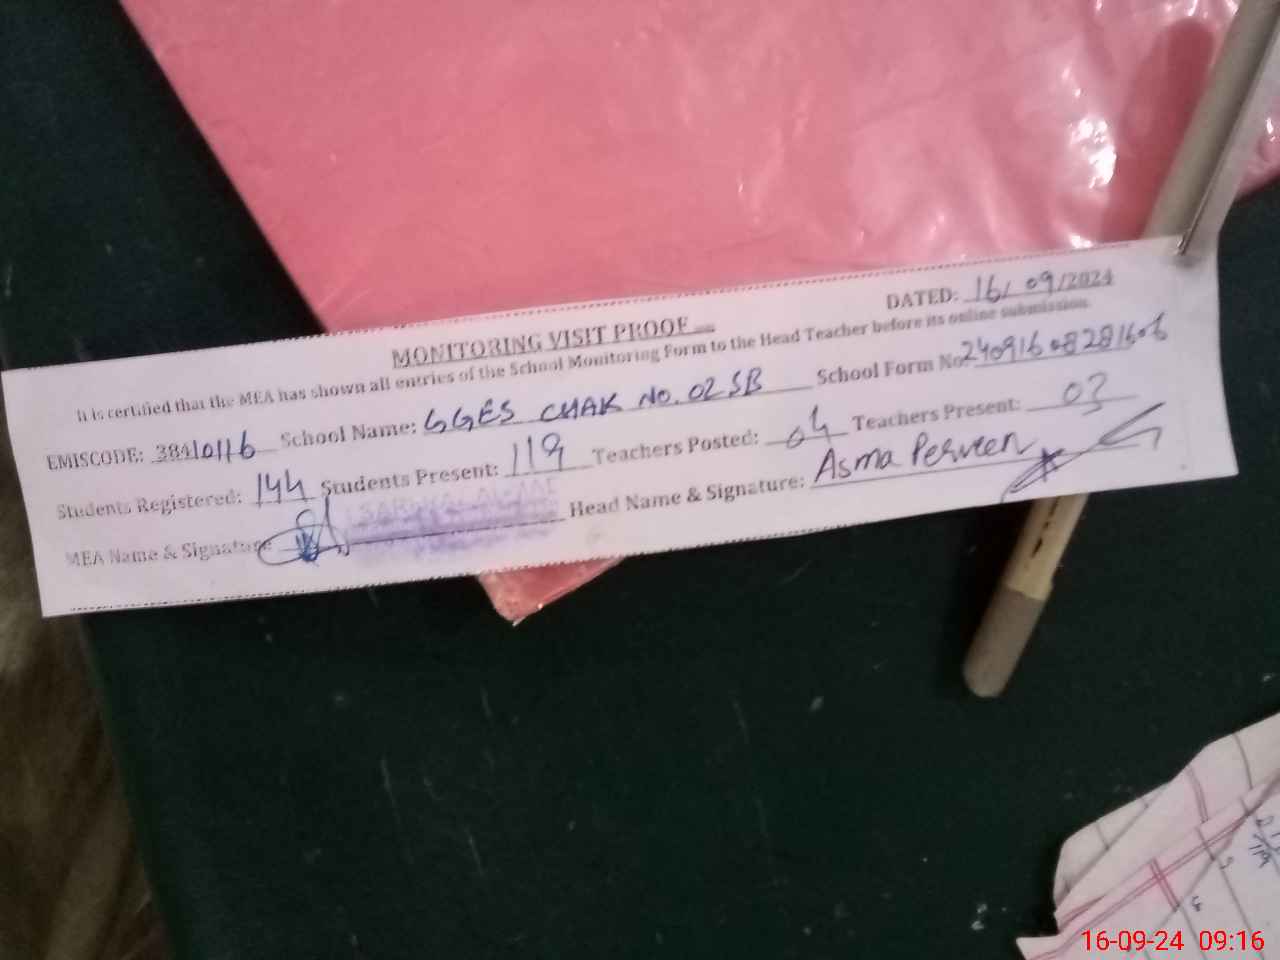 MONITORING VISIT PROOF
DATED: 16/ 09/2024
It is certified that the MEA has shown all entries of the School Monitoring Form to the Head Teacher before its online submission.
EMISCODE: 38410116 School Name: GGES CHAK No. 02 SB School Form No: 240916082816
Students Registered: 144 Students Present: 119 Teachers Posted: 04 Teachers Present: 03
MEA Name & Signature Head Name & Signature: Asma Perveen
16-09-24 09:16